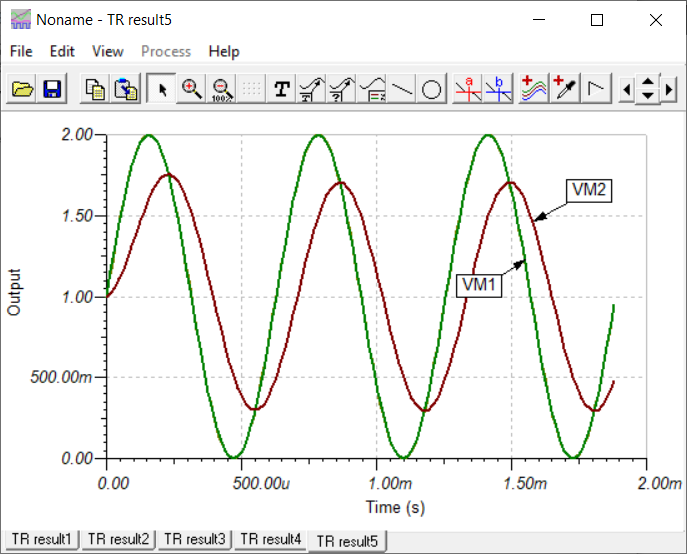 Noname - TR result5
File Edit View Process Help
100%
T
T
?
a
b
2.00
1.50
1.00
500.00m
0.00
Output
VM2
VM1
0.00 500.00u 1.00m 1.50m 2.00m
Time (s)
TR result1 TR result2 TR result3 TR result4 TR result5